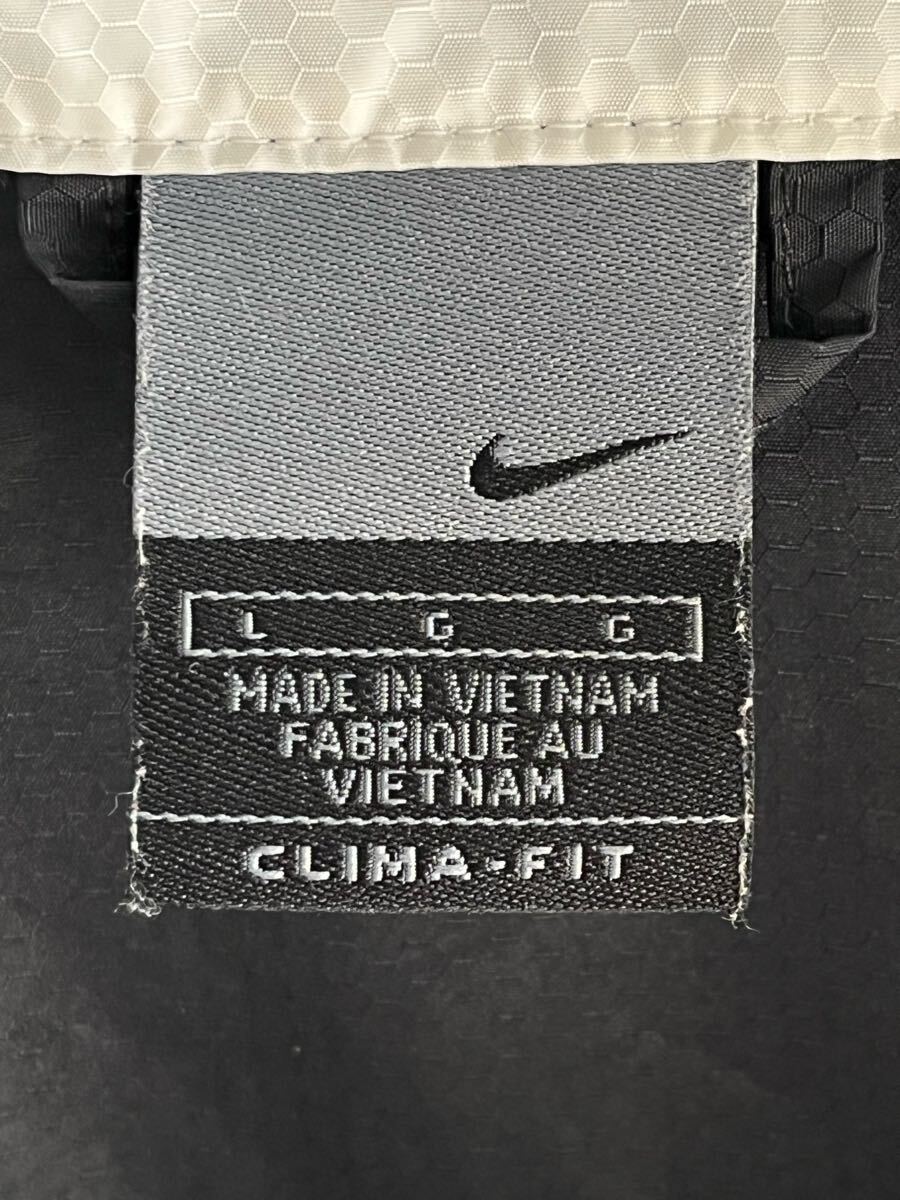 L G G
MADE IN VIETNAM
FABRIQUE AU
VIETNAM
CLIMA-FIT